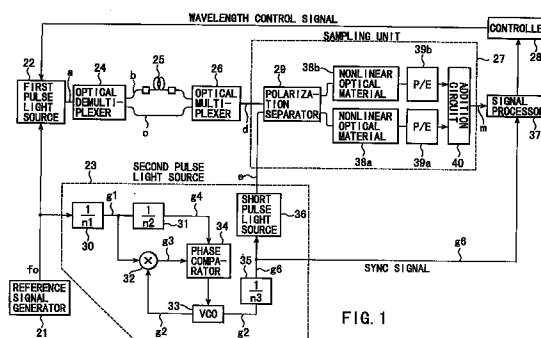 WAVELENGTH CONTROL SIGNAL
CONTROLLER
28
SAMPLING UNIT
27
22
FIRST PULSE LIGHT SOURCE
a
24
OPTICAL DEMULTI-PLEXER
b
25
c
26
OPTICAL MULTI-PLEXER
d
29
POLARIZA-TION SEPARATOR
38b
NONLINEAR OPTICAL MATERIAL
39b
P/E
NONLINEAR OPTICAL MATERIAL
38a
P/E
39a
ADDITION CIRCUIT
40
m
SIGNAL PROCESSOR
37
e
23
SECOND PULSE LIGHT SOURCE
SHORT PULSE LIGHT SOURCE
36
g1
1/n1
30
g4
1/n2
31
34
PHASE COMPA-RATOR
32
g3
33
VCO
g2
g2
35
1/n3
g6
g6
SYNC SIGNAL
fo
REFERENCE SIGNAL GENERATOR
21
FIG. 1